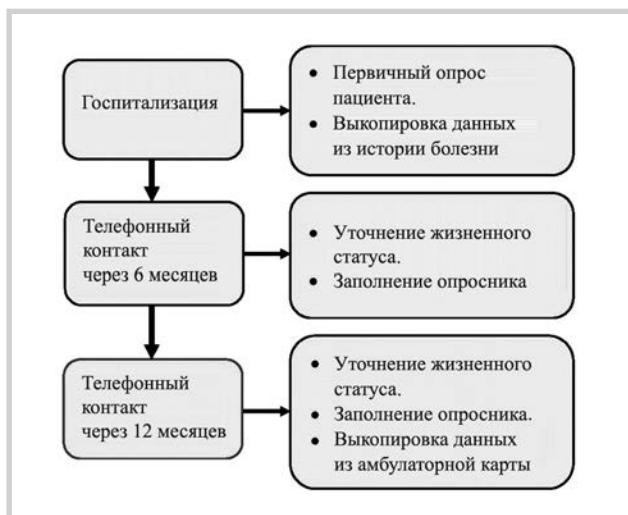 Госпитализация
• Первичный опрос
пациента.
• Выкопировка данных
из истории болезни
Телефонный
контакт
через 6 месяцев
• Уточнение жизненного
статуса.
• Заполнение опросника
Телефонный
контакт
через 12 месяцев
• Уточнение жизненного
статуса.
• Заполнение опросника.
• Выкопировка данных
из амбулаторной карты